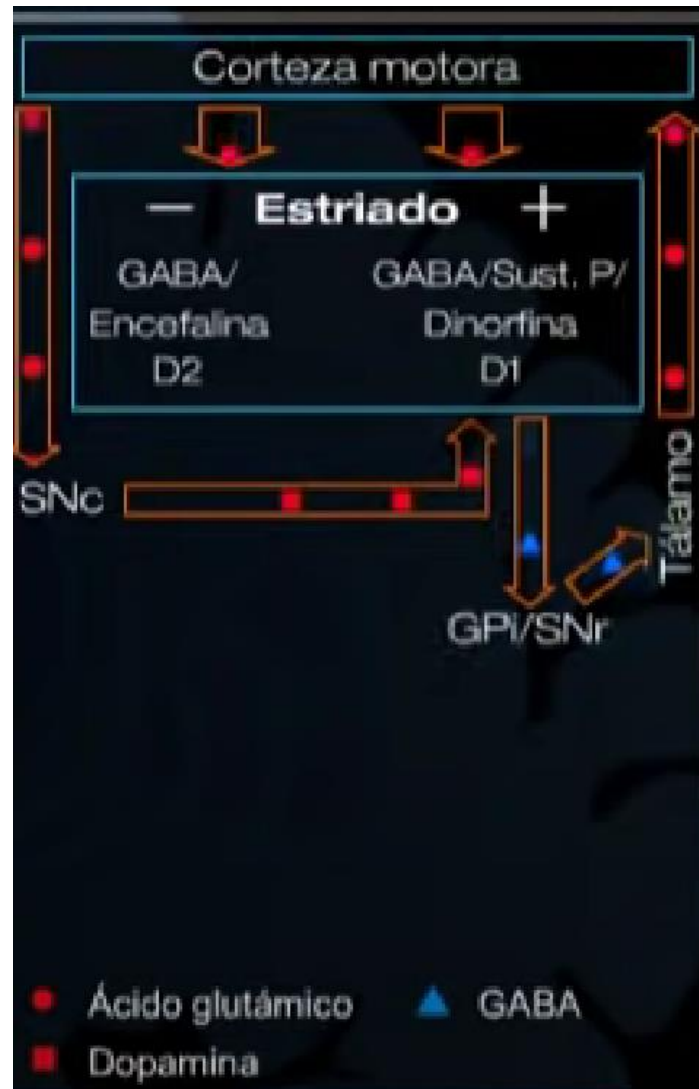 Corteza motora
− Estriado +
GABA/ GABA/Sust. P/
Encefalina Dinorfina
D2 D1
SNc
Tálamo
GPi/SNr
Ácido glutámico GABA
Dopamina